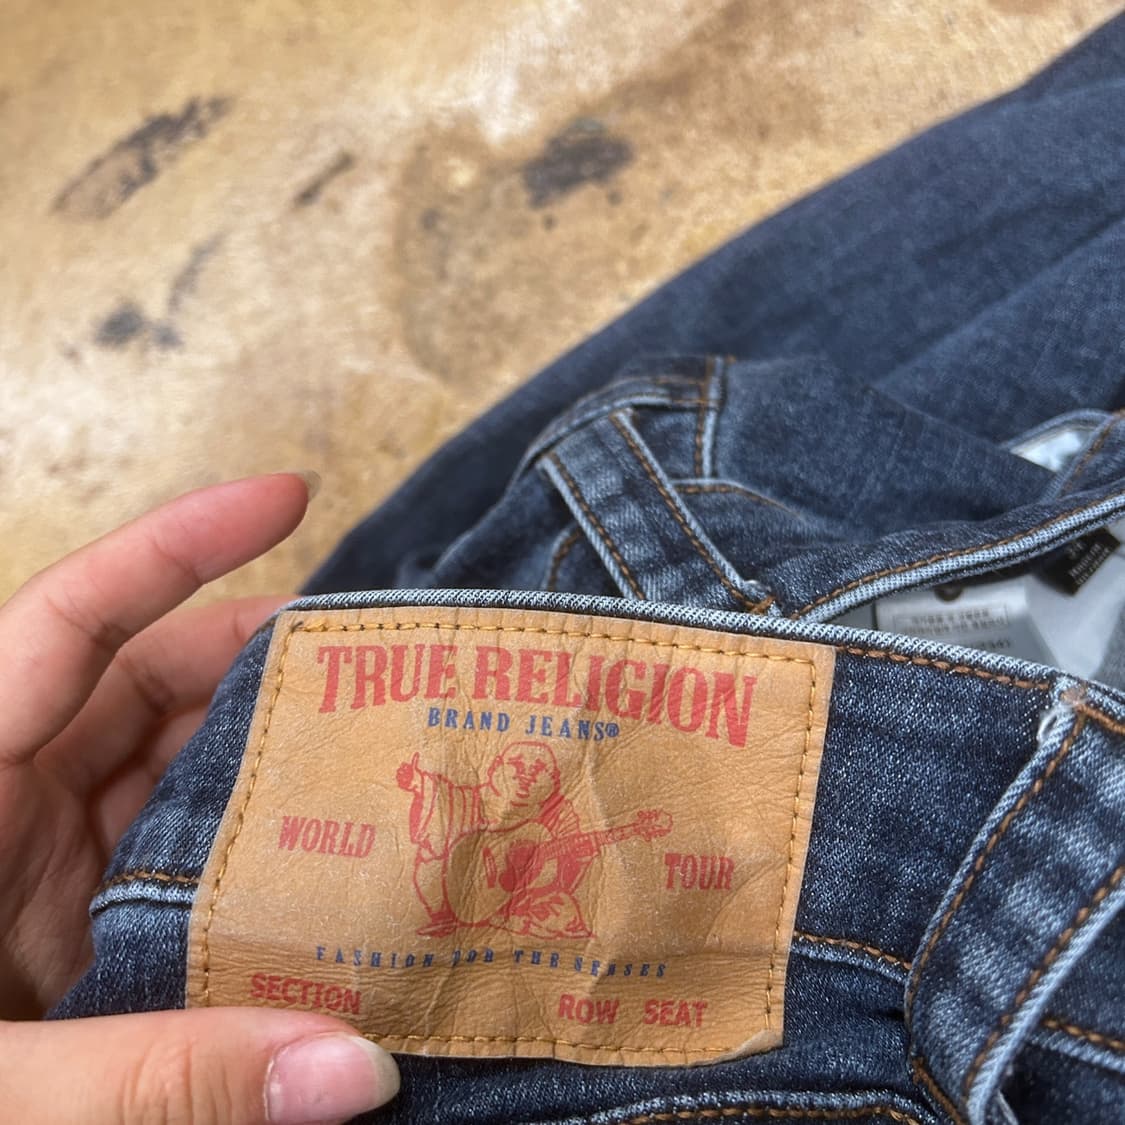 TRUE RELIGION
BRAND JEANS®
WORLD TOUR
FASHION FOR THE SENSES
SECTION ROW SEAT